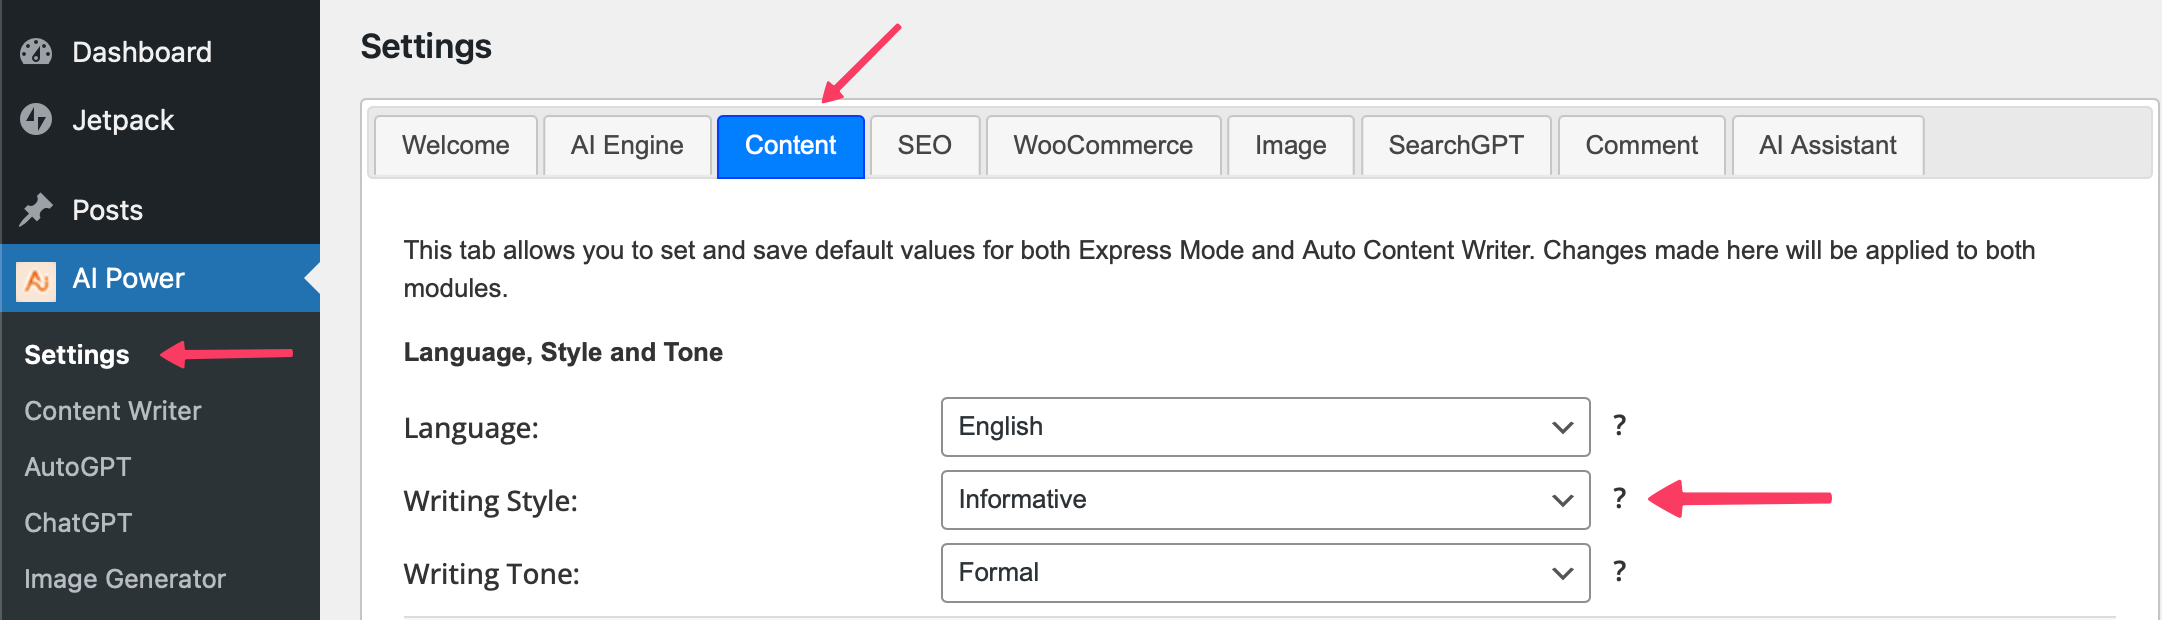 Dashboard
Jetpack
Posts
AI Power
Settings
Content Writer
AutoGPT
ChatGPT
Image Generator
Settings
Welcome AI Engine Content SEO WooCommerce Image SearchGPT Comment AI Assistant
This tab allows you to set and save default values for both Express Mode and Auto Content Writer. Changes made here will be applied to both
modules.
Language, Style and Tone
Language: English ?
Writing Style: Informative ?
Writing Tone: Formal ?